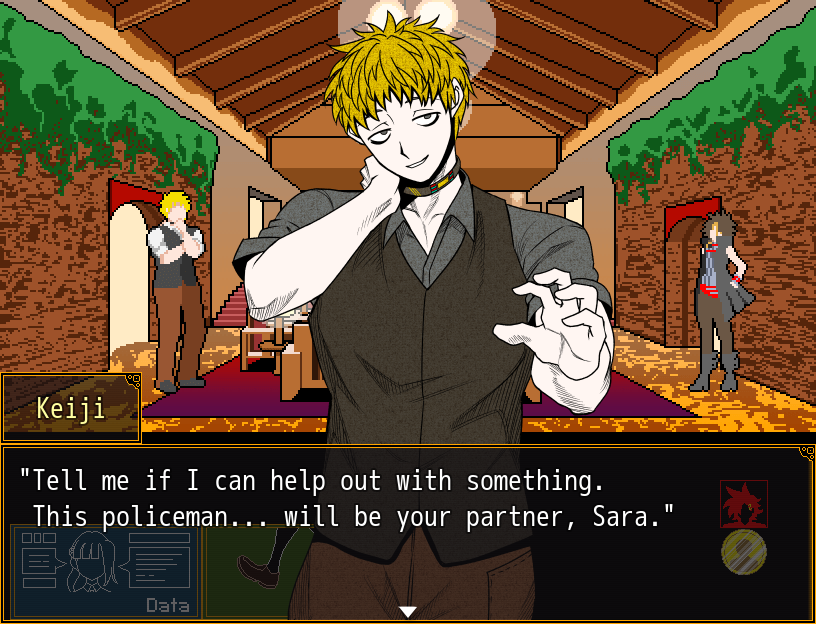 Keiji
"Tell me if I can help out with something.
This policeman... will be your partner, Sara."
Data